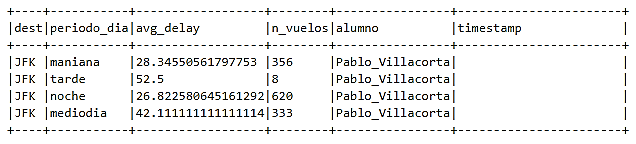 +----+-----------+------------------+--------+----------------+---------------------+
|dest|periodo_dia|avg_delay         |n_vuelos|alumno          |timestamp            |
+----+-----------+------------------+--------+----------------+---------------------+
|JFK |maniana    |28.34550561797753 |356     |Pablo_Villacorta|                     |
|JFK |tarde      |52.5              |8       |Pablo_Villacorta|                     |
|JFK |noche      |26.822580645161292|620     |Pablo_Villacorta|                     |
|JFK |mediodia   |42.111111111111114|333     |Pablo_Villacorta|                     |
+----+-----------+------------------+--------+----------------+---------------------+